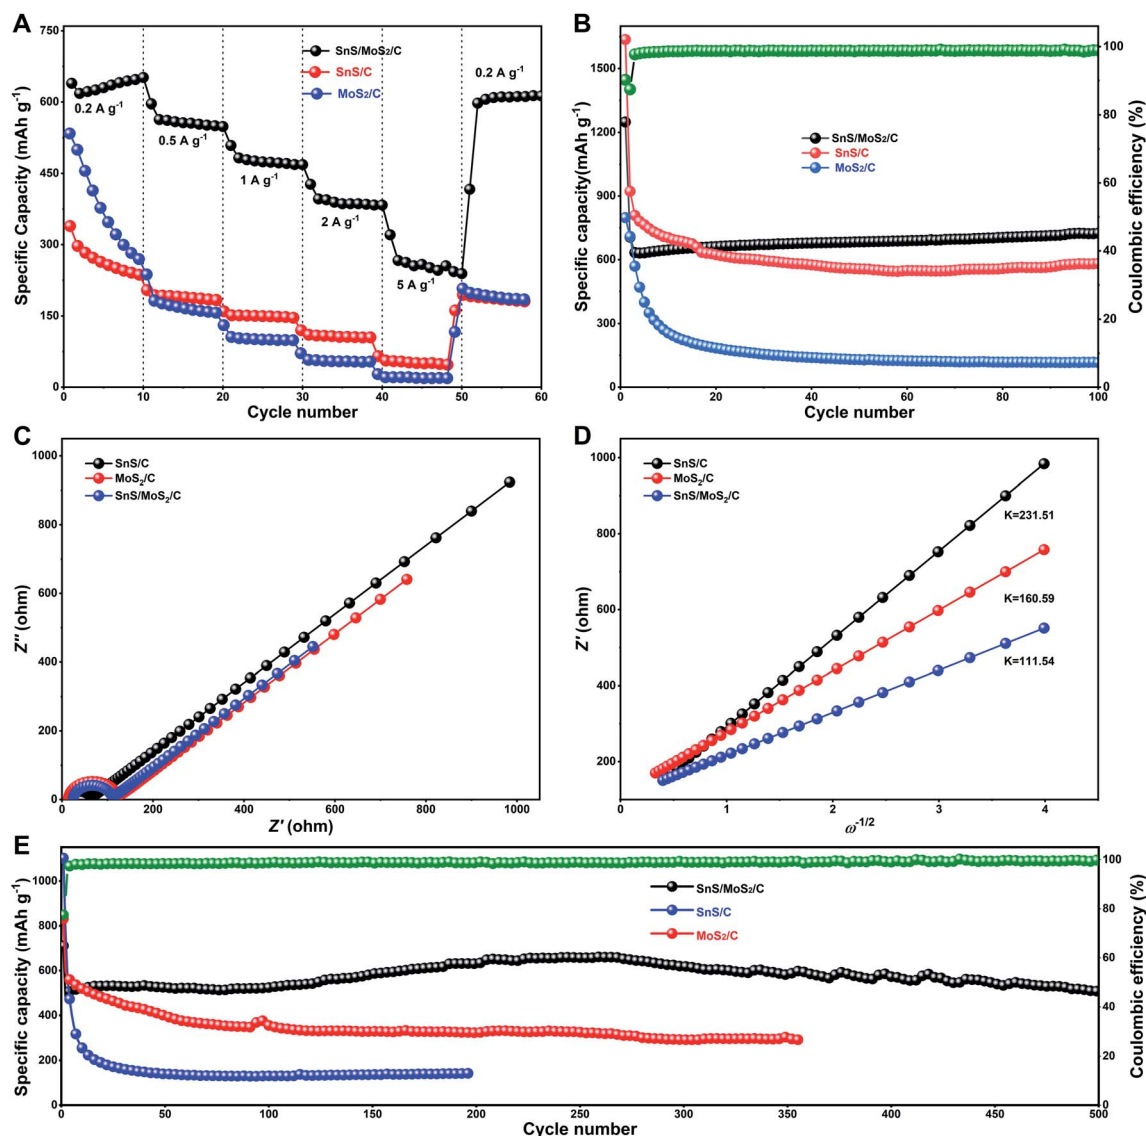 A
Specific Capacity (mAh g⁻¹)
750
600
450
300
150
0
SnS/MoS₂/C
SnS/C
MoS₂/C
0.2 A g⁻¹
0.5 A g⁻¹
1 A g⁻¹
2 A g⁻¹
5 A g⁻¹
0.2 A g⁻¹
0 10 20 30 40 50 60
Cycle number
B
Specific capacity(mAh g⁻¹)
1500
1200
900
600
300
0
SnS/MoS₂/C
SnS/C
MoS₂/C
100
80
60
40
20
0
Coulombic efficiency (%)
0 20 40 60 80 100
Cycle number
C
Z″ (ohm)
1000
800
600
400
200
0
SnS/C
MoS₂/C
SnS/MoS₂/C
0 200 400 600 800 1000
Z′ (ohm)
D
Z′ (ohm)
1000
800
600
400
200
SnS/C
MoS₂/C
SnS/MoS₂/C
K=231.51
K=160.59
K=111.54
0 1 2 3 4
ω⁻¹/²
E
Specific capacity (mAh g⁻¹)
1000
800
600
400
200
0
SnS/MoS₂/C
SnS/C
MoS₂/C
100
80
60
40
20
0
Coulombic efficiency (%)
0 50 100 150 200 250 300 350 400 450 500
Cycle number